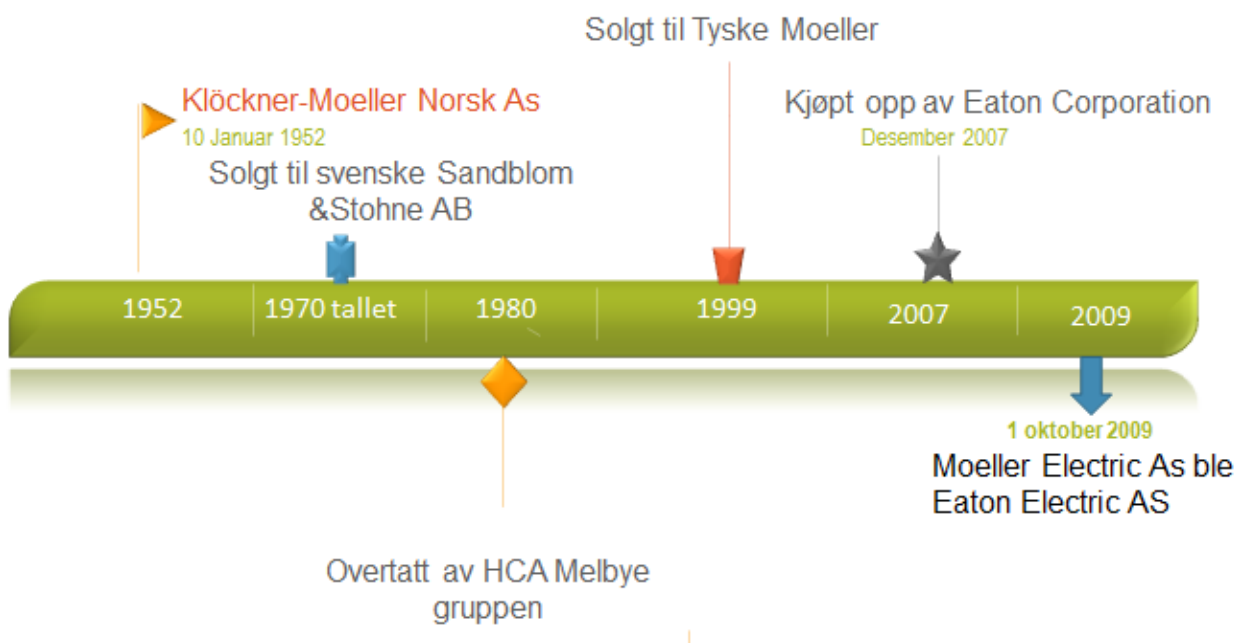 Solgt til Tyske Moeller
Klöckner-Moeller Norsk As
10 Januar 1952
Kjøpt opp av Eaton Corporation
Desember 2007
Solgt til svenske Sandblom
&Stohne AB
1952
1970 tallet
1980
1999
2007
2009
1 oktober 2009
Moeller Electric As ble
Eaton Electric AS
Overtatt av HCA Melbye
gruppen